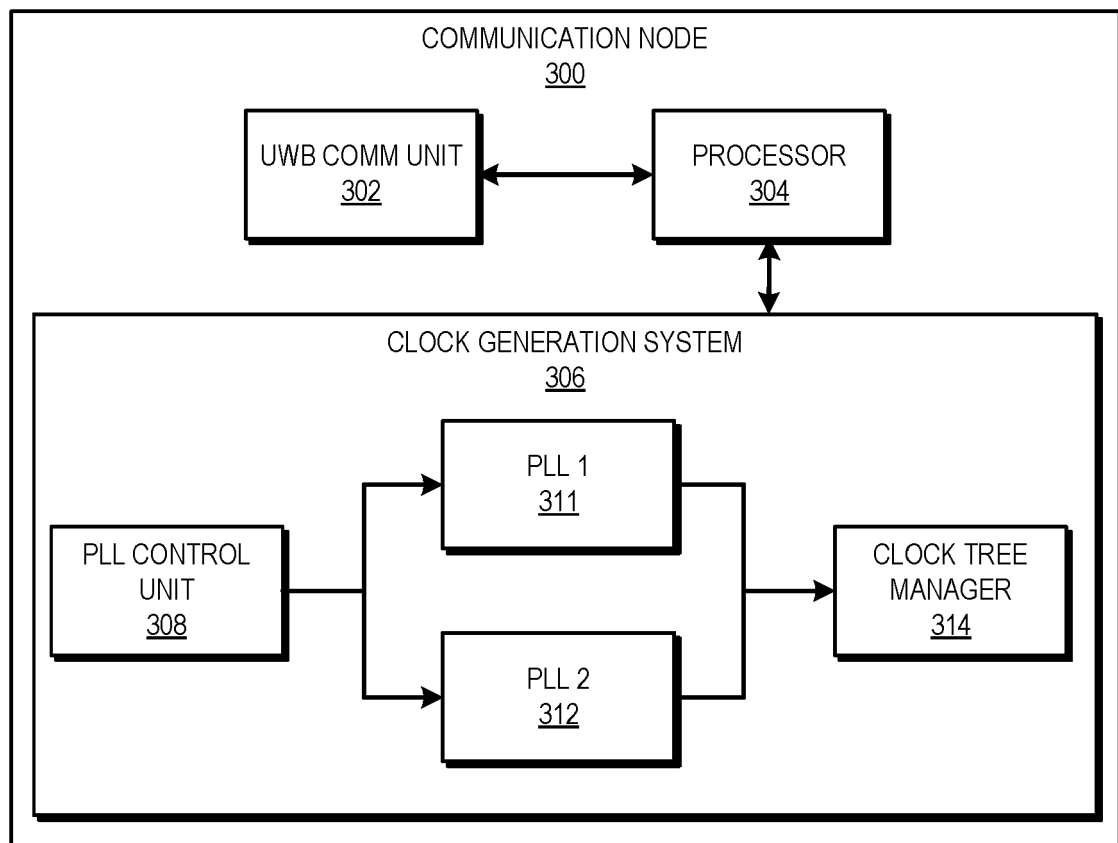 COMMUNICATION NODE
300
UWB COMM UNIT
302
PROCESSOR
304
CLOCK GENERATION SYSTEM
306
PLL 1
311
PLL CONTROL
UNIT
308
CLOCK TREE
MANAGER
314
PLL 2
312